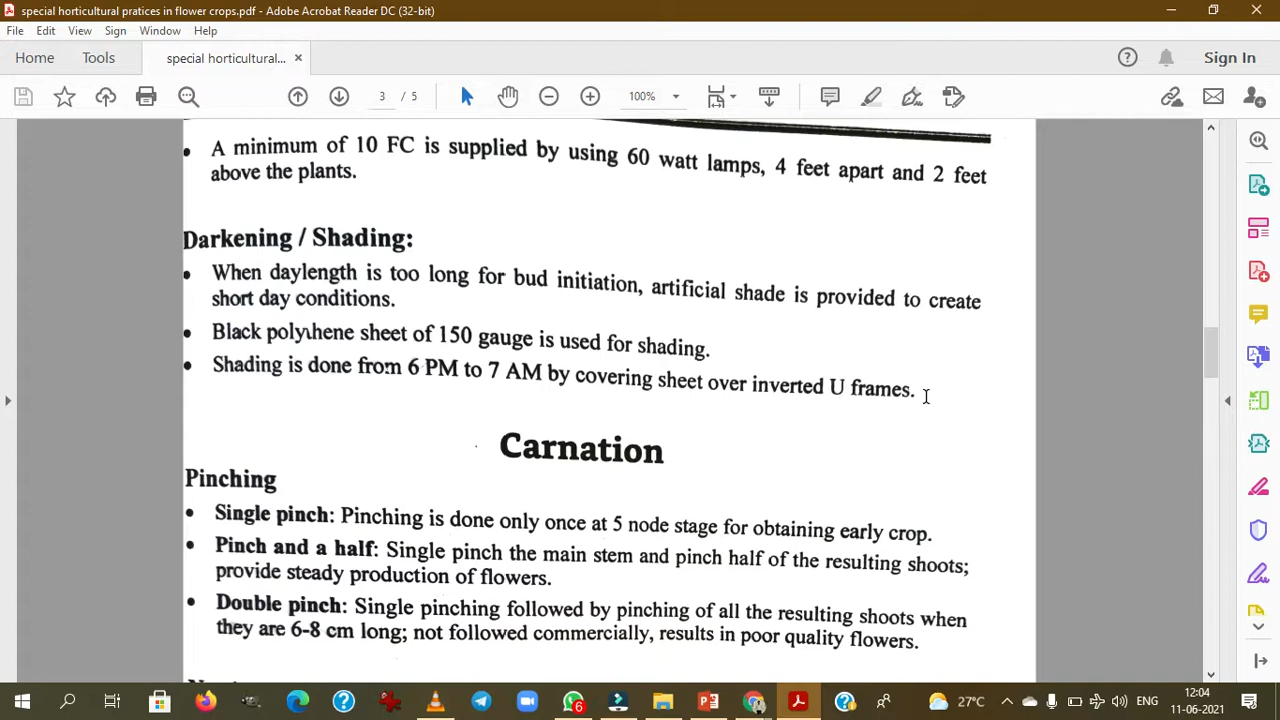 special horticultural pratices in flower crops.pdf - Adobe Acrobat Reader DC (32-bit)
File Edit View Sign Window Help
Home Tools special horticultural... × Sign In
3 / 5 100%
• A minimum of 10 FC is supplied by using 60 watt lamps, 4 feet apart and 2 feet
above the plants.
Darkening / Shading:
• When daylength is too long for bud initiation, artificial shade is provided to create
short day conditions.
• Black polythene sheet of 150 gauge is used for shading.
• Shading is done from 6 PM to 7 AM by covering sheet over inverted U frames.
Carnation
Pinching
• Single pinch: Pinching is done only once at 5 node stage for obtaining early crop.
• Pinch and a half: Single pinch the main stem and pinch half of the resulting shoots;
provide steady production of flowers.
• Double pinch: Single pinching followed by pinching of all the resulting shoots when
they are 6-8 cm long; not followed commercially, results in poor quality flowers.
6 27°C ENG 12:04
11-06-2021